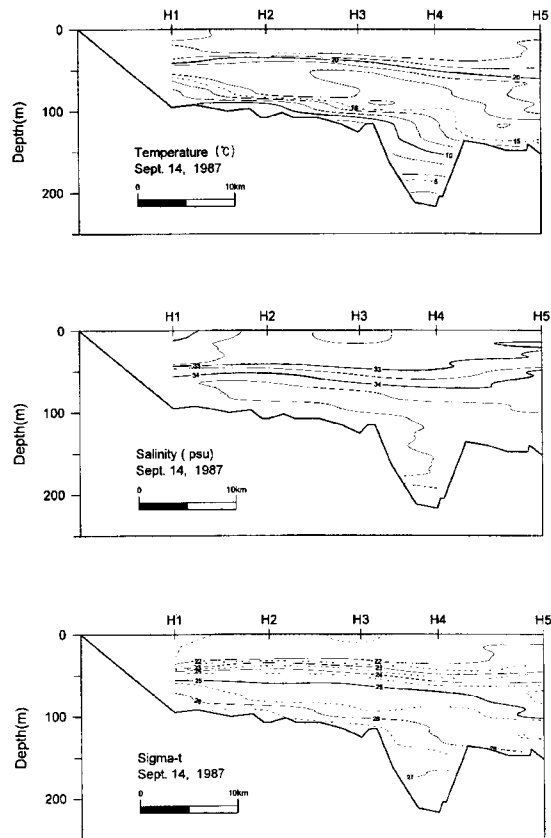 H1 H2 H3 H4 H5
0
20
20
100
Depth(m)
15
15
10
Temperature (℃)
5
Sept. 14, 1987
0 10km
200
H1 H2 H3 H4 H5
0
33
33
34
34
100
Depth(m)
Salinity ( psu)
Sept. 14, 1987
0 10km
200
H1 H2 H3 H4 H5
0
22
22
23
23
24
24
25
25
26
26
26
100
Depth(m)
Sigma-t
27
Sept. 14, 1987
0 10km
200